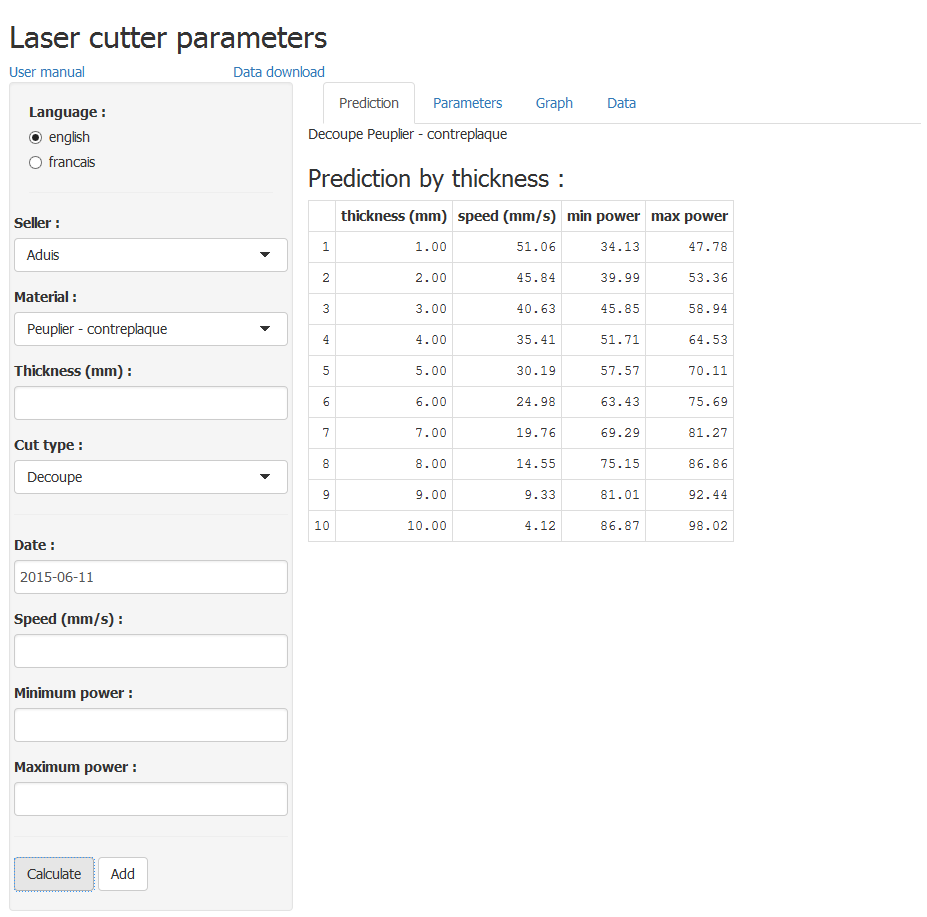 Laser cutter parameters
User manual Data download
Language :
english
francais
Seller :
Aduis
Material :
Peuplier - contreplaque
Thickness (mm) :
Cut type :
Decoupe
Date :
2015-06-11
Speed (mm/s) :
Minimum power :
Maximum power :
Calculate Add
Prediction Parameters Graph Data
Decoupe Peuplier - contreplaque
Prediction by thickness :
thickness (mm) speed (mm/s) min power max power
1 1.00 51.06 34.13 47.78
2 2.00 45.84 39.99 53.36
3 3.00 40.63 45.85 58.94
4 4.00 35.41 51.71 64.53
5 5.00 30.19 57.57 70.11
6 6.00 24.98 63.43 75.69
7 7.00 19.76 69.29 81.27
8 8.00 14.55 75.15 86.86
9 9.00 9.33 81.01 92.44
10 10.00 4.12 86.87 98.02